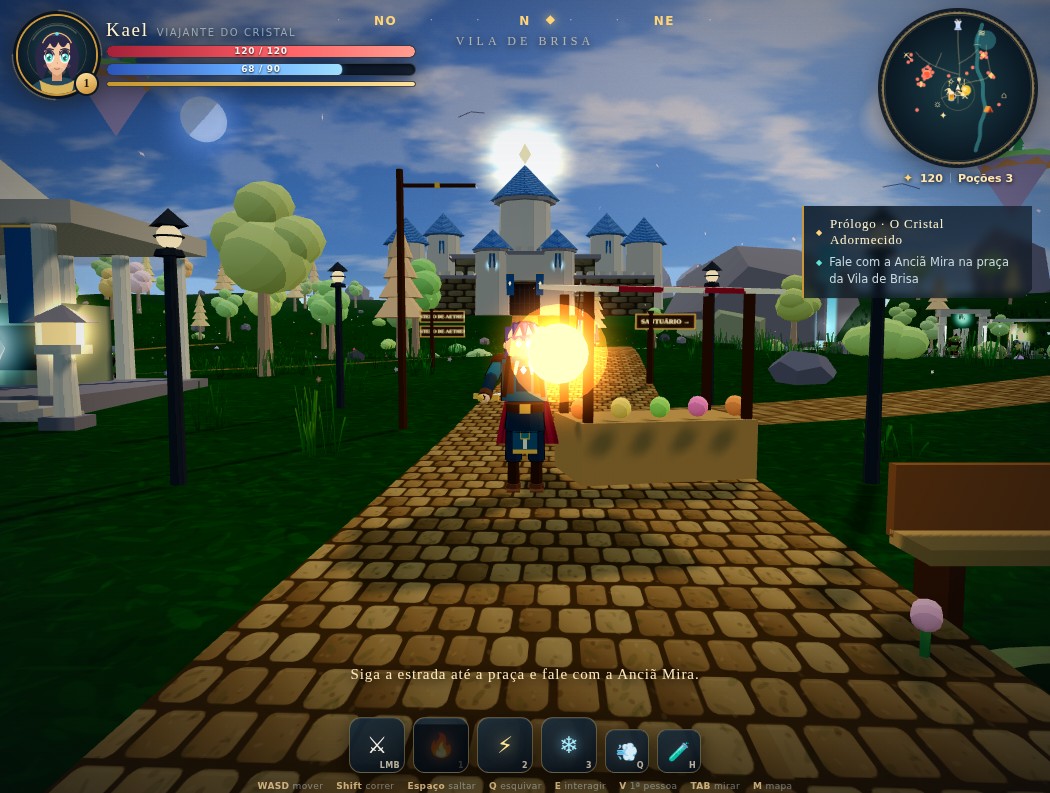 NO N NE
VILA DE BRISA
Kael VIAJANTE DO CRISTAL
120 / 120
68 / 90
1
120 Poções 3
Prólogo · O Cristal
Adormecido
Fale com a Anciã Mira na praça
da Vila de Brisa
SANTUÁRIO →
Siga a estrada até a praça e fale com a Anciã Mira.
LMB 1 2 3 Q H
WASD mover Shift correr Espaço saltar Q esquivar E interagir V 1ª pessoa TAB mirar M mapa